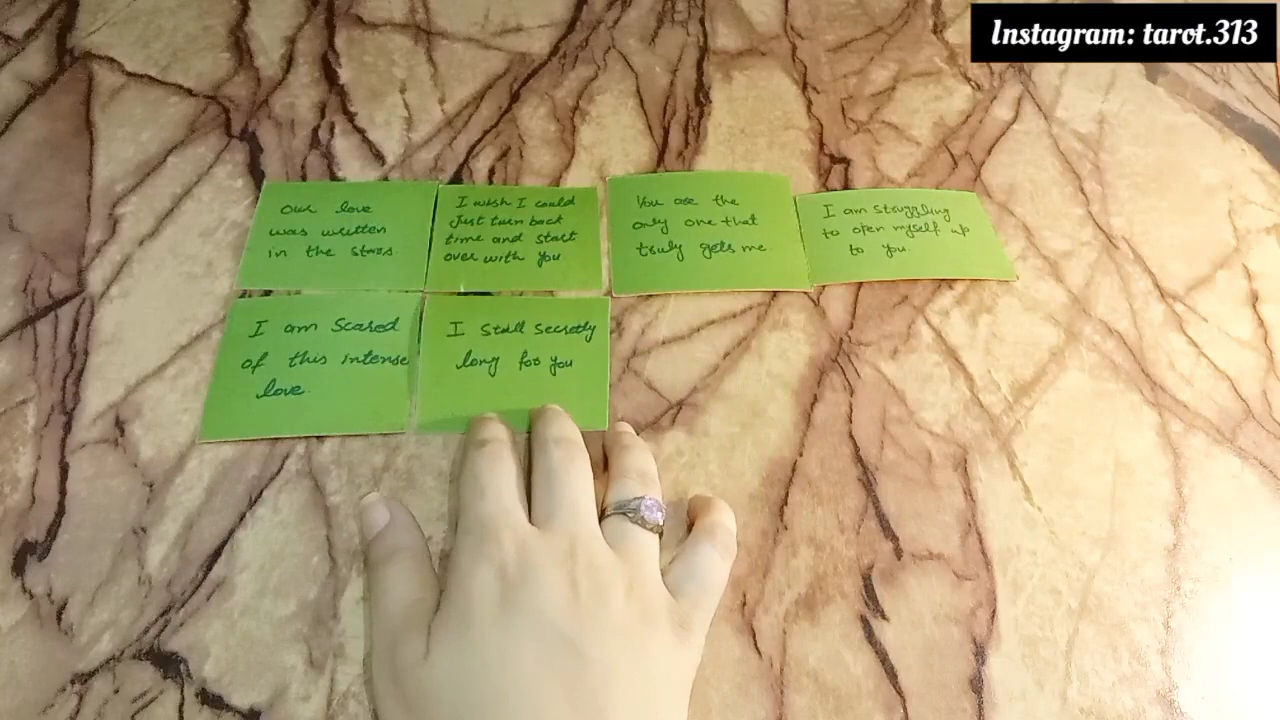 Instagram: tarot.313
Our love
was written
in the stars.
I wish I could
Just turn back
time and start
over with you
You are the
only one that
truly gets me.
I am struggling
to open myself up
to you.
I am Scared
of this intense
love.
I still secretly
long for you